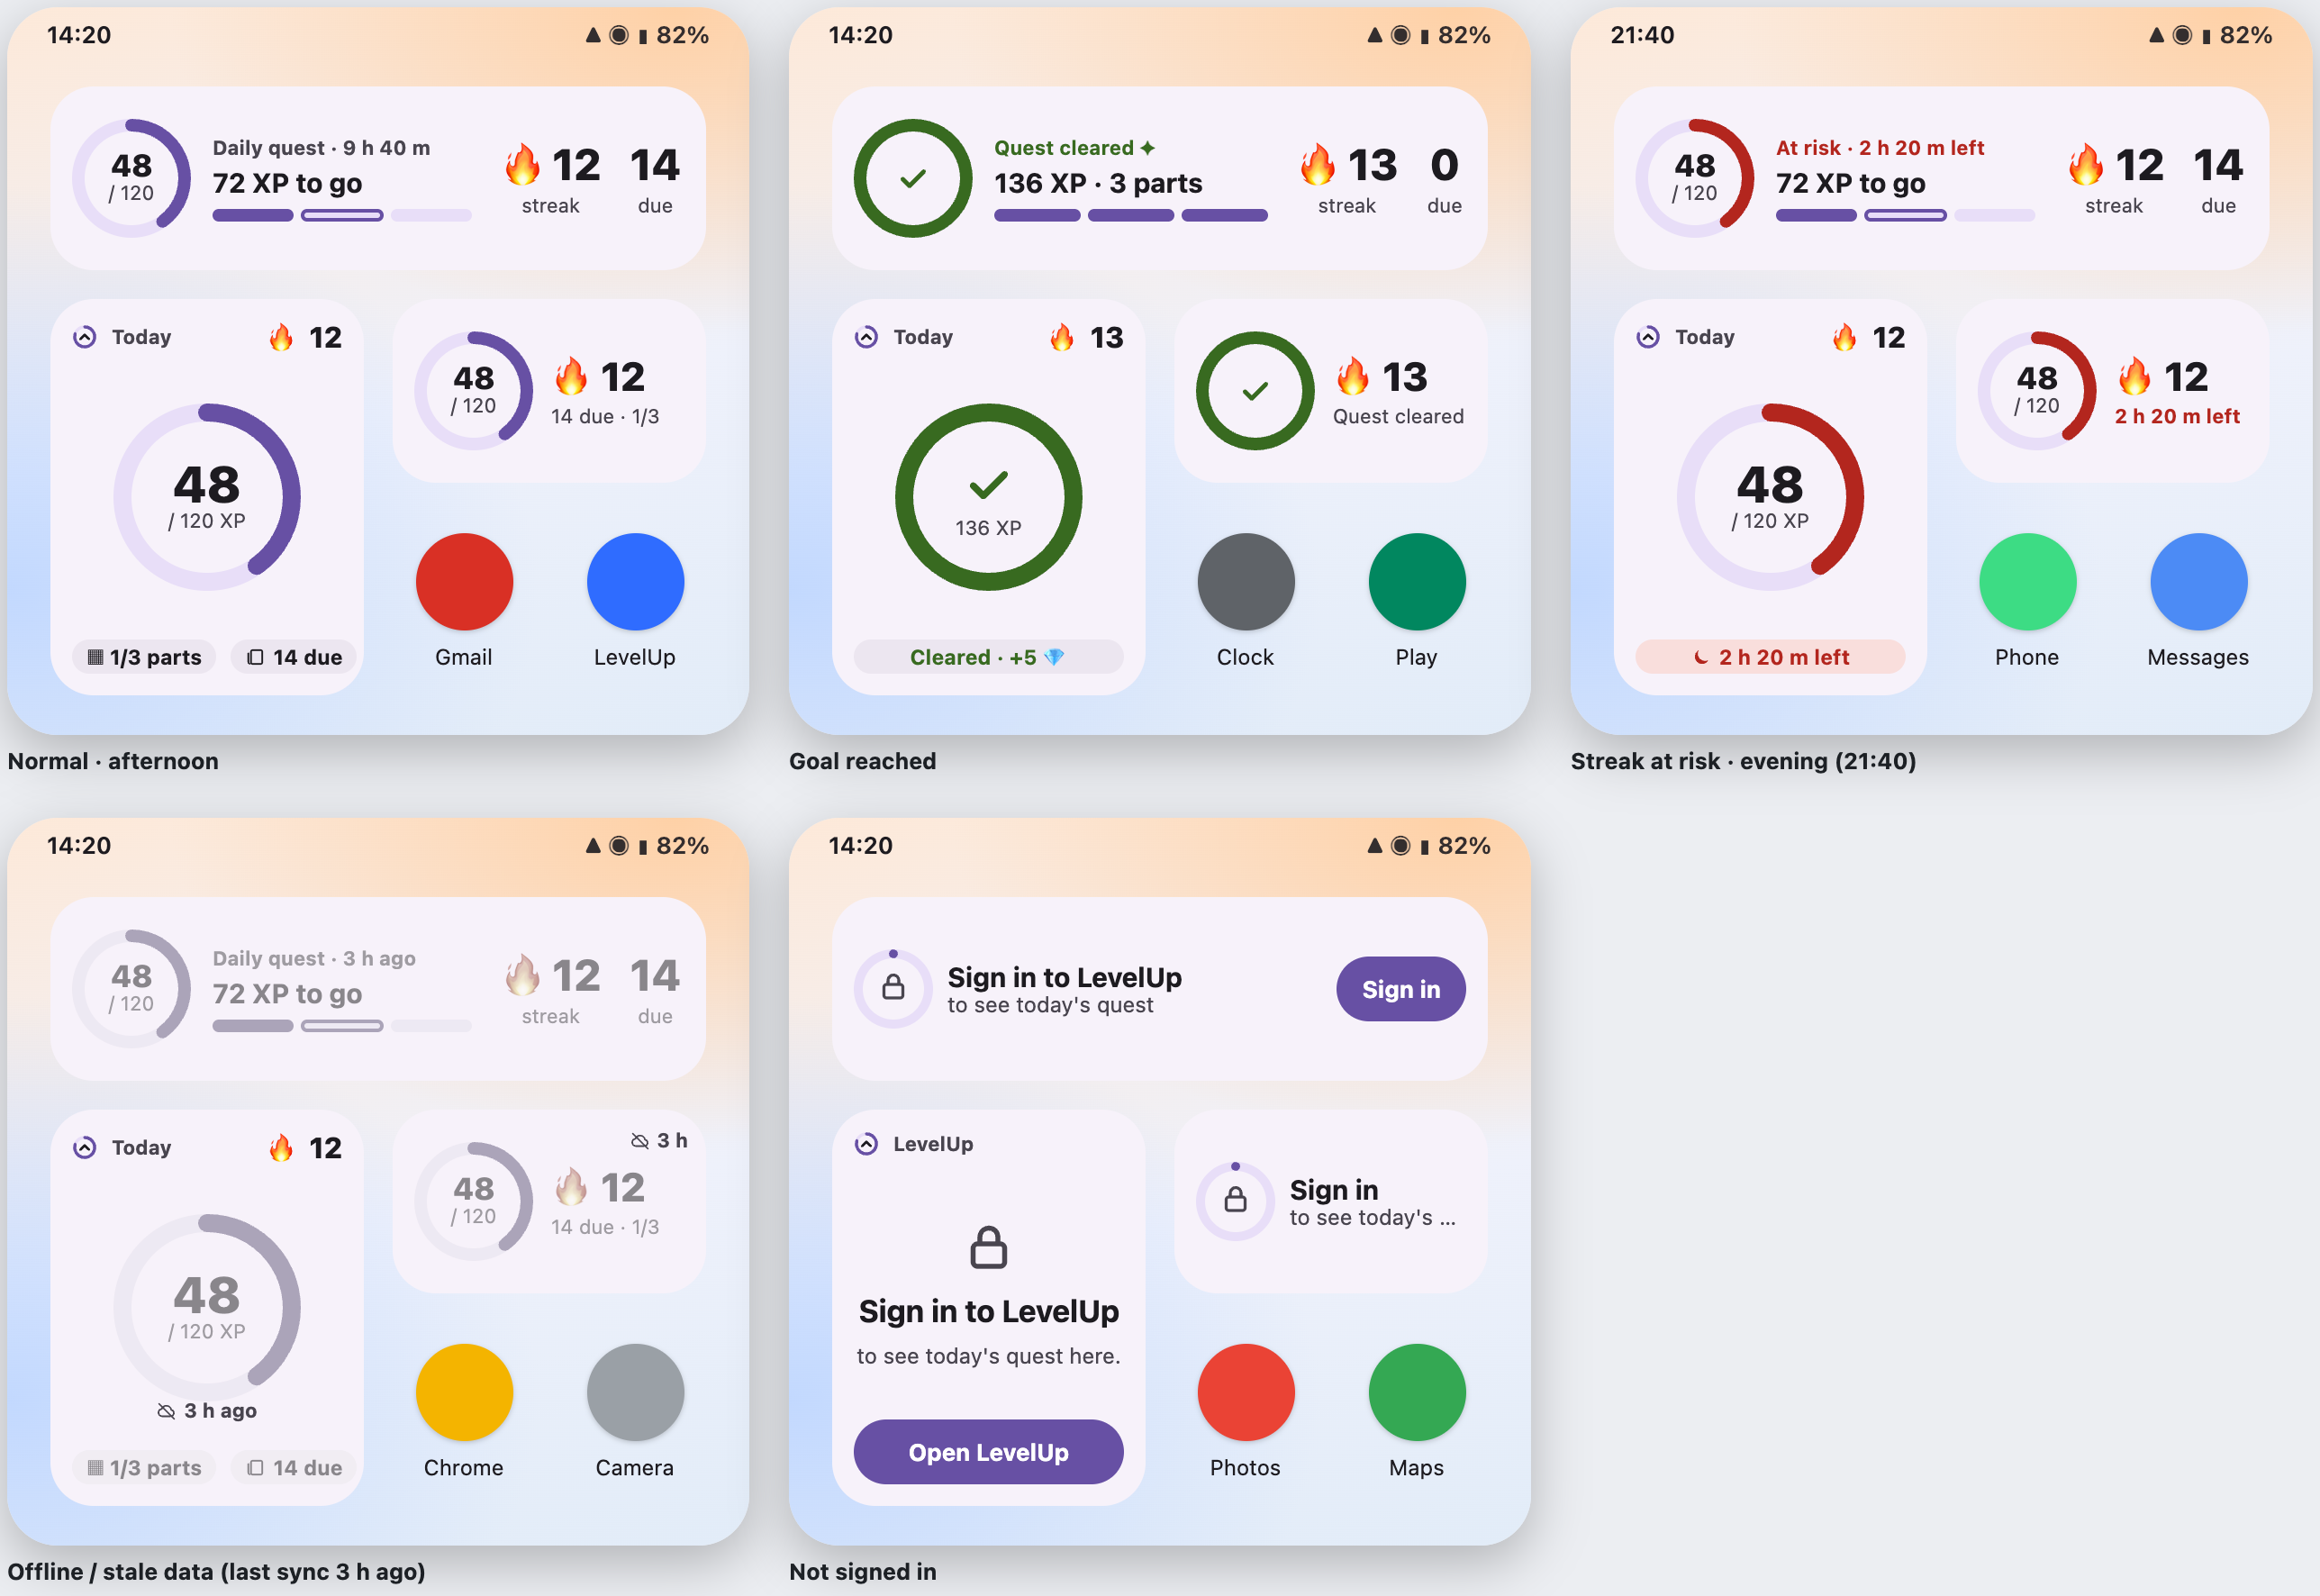 14:20
82%
48
/ 120
Daily quest · 9 h 40 m
72 XP to go
12
streak
14
due
Today
12
48
/ 120 XP
1/3 parts
14 due
48
/ 120
12
14 due · 1/3
Gmail
LevelUp
Normal · afternoon
14:20
82%
Quest cleared
136 XP · 3 parts
13
streak
0
due
Today
13
136 XP
Cleared · +5
13
Quest cleared
Clock
Play
Goal reached
21:40
82%
48
/ 120
At risk · 2 h 20 m left
72 XP to go
12
streak
14
due
Today
12
48
/ 120 XP
2 h 20 m left
48
/ 120
12
2 h 20 m left
Phone
Messages
Streak at risk · evening (21:40)
14:20
82%
48
/ 120
Daily quest · 3 h ago
72 XP to go
12
streak
14
due
Today
12
48
/ 120 XP
3 h ago
1/3 parts
14 due
3 h
48
/ 120
12
14 due · 1/3
Chrome
Camera
Offline / stale data (last sync 3 h ago)
14:20
82%
Sign in to LevelUp
to see today's quest
Sign in
LevelUp
Sign in to LevelUp
to see today's quest here.
Open LevelUp
Sign in
to see today's ...
Photos
Maps
Not signed in